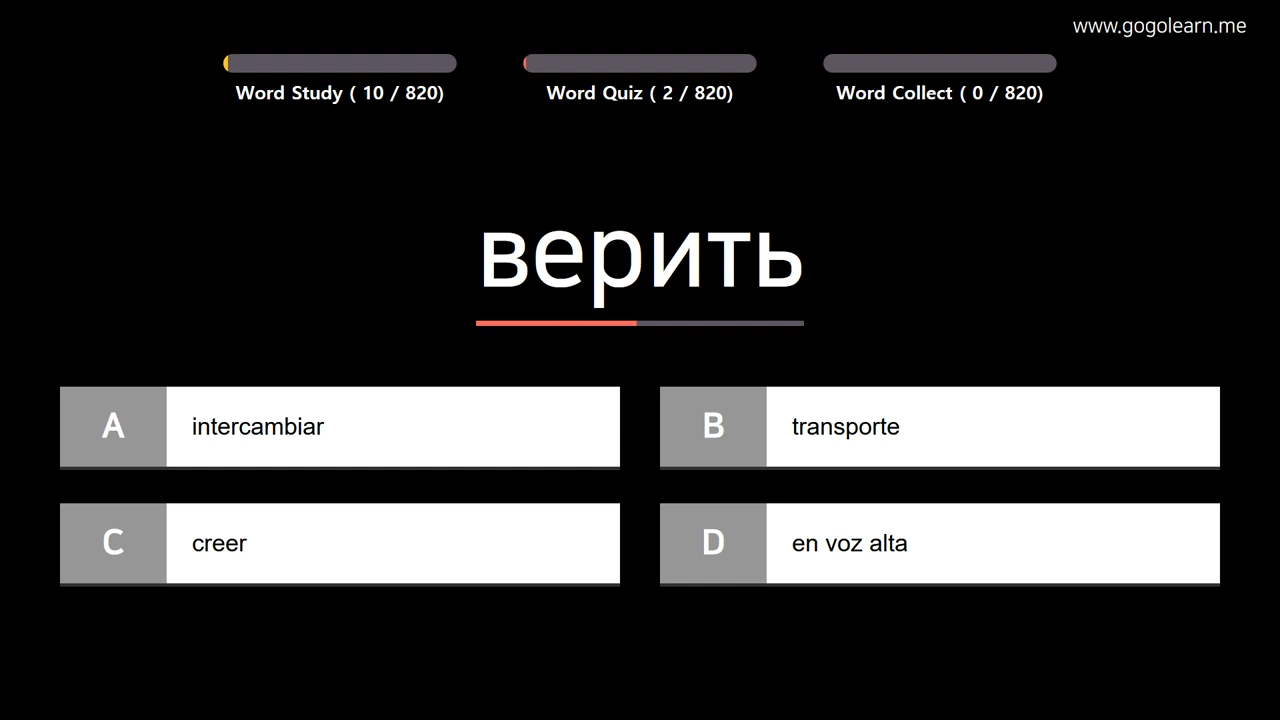 www.gogolearn.me
Word Study ( 10 / 820)
Word Quiz ( 2 / 820)
Word Collect ( 0 / 820)
верить
A intercambiar
B transporte
C creer
D en voz alta